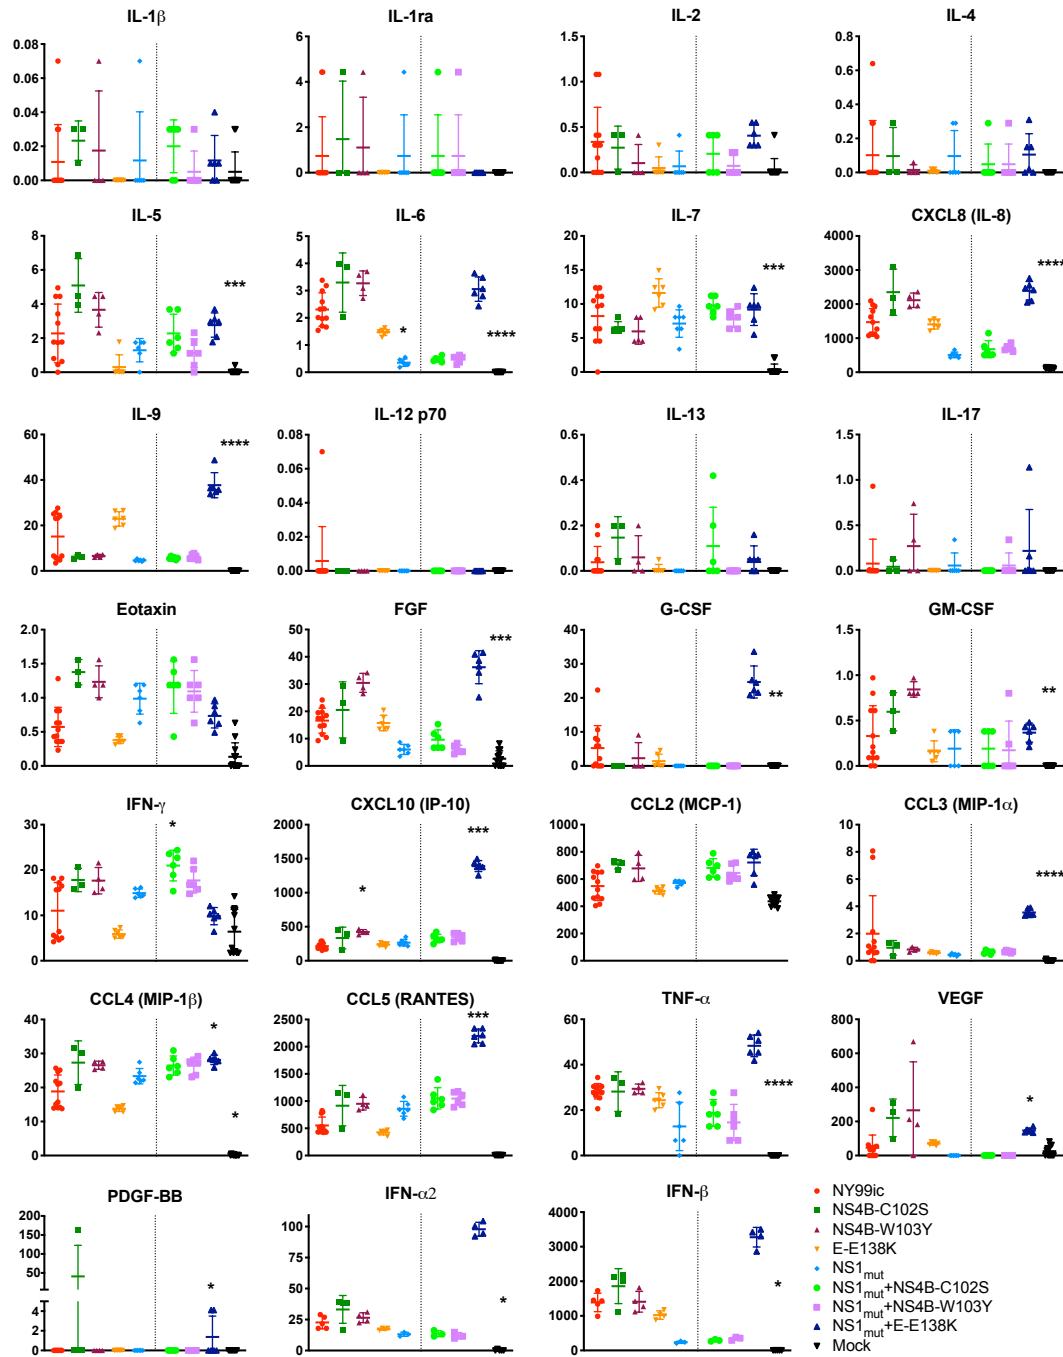 IL-1β IL-1ra IL-2 IL-4
0.08 6 2.0 0.8
0.06 1.5 0.6
0.04 4 1.0 0.4
0.02 2 0.5 0.2
0.00 0 0.0 0.0
IL-5 IL-6 IL-7 CXCL8 (IL-8)
8 5 20 4000
6 4 15 3000
4 3 10 2000
2 2 5 1000
0 1 0 0
0
*** * **** *** ****
IL-9 IL-12 p70 IL-13 IL-17
60 0.08 0.6 1.5
40 0.06 0.4 1.0
20 0.04 0.2 0.5
0 0.02 0.0 0.0
0.00
****
Eotaxin FGF G-CSF GM-CSF
2.0 50 40 1.5
1.5 40 30 1.0
1.0 30 20 0.5
0.5 20 10 0.0
0.0 10 0
0
*** ** **
IFN-γ CXCL10 (IP-10) CCL2 (MCP-1) CCL3 (MIP-1α)
30 2000 1000 10
20 1500 800 8
10 1000 600 6
0 500 400 4
0 200 2
0 0
* * *** ****
CCL4 (MIP-1β) CCL5 (RANTES) TNF-α VEGF
40 2500 60 800
30 2000 40 600
20 1500 20 400
10 1000 0 200
0 500 0
0
* * *** **** *
PDGF-BB IFN-α2 IFN-β
200 100 4000
150 75 3000
100 50 2000
50 25 1000
6 0 0
4
2
0
* * *
NY99ic
NS4B-C102S
NS4B-W103Y
E-E138K
NS1mut
NS1mut+NS4B-C102S
NS1mut+NS4B-W103Y
NS1mut+E-E138K
Mock